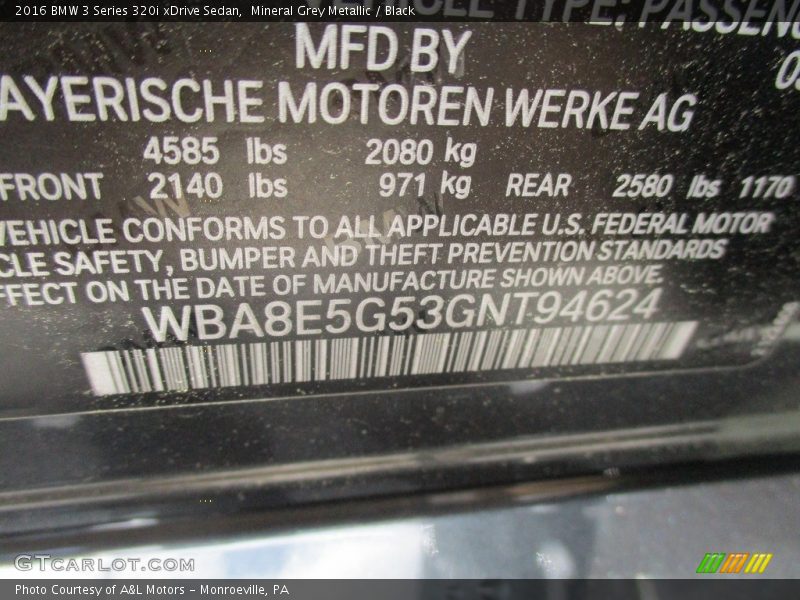 2016 BMW 3 Series 320i xDrive Sedan, Mineral Grey Metallic / Black
CLE TYPE: PASSENG
MFD BY
AYERISCHE MOTOREN WERKE AG
4585 lbs 2080 kg
FRONT 2140 lbs 971 kg REAR 2580 lbs 1170
VEHICLE CONFORMS TO ALL APPLICABLE U.S. FEDERAL MOTOR
CLE SAFETY, BUMPER AND THEFT PREVENTION STANDARDS
FFECT ON THE DATE OF MANUFACTURE SHOWN ABOVE.
WBA8E5G53GNT94624
GTCARLOT.COM
Photo Courtesy of A&L Motors - Monroeville, PA